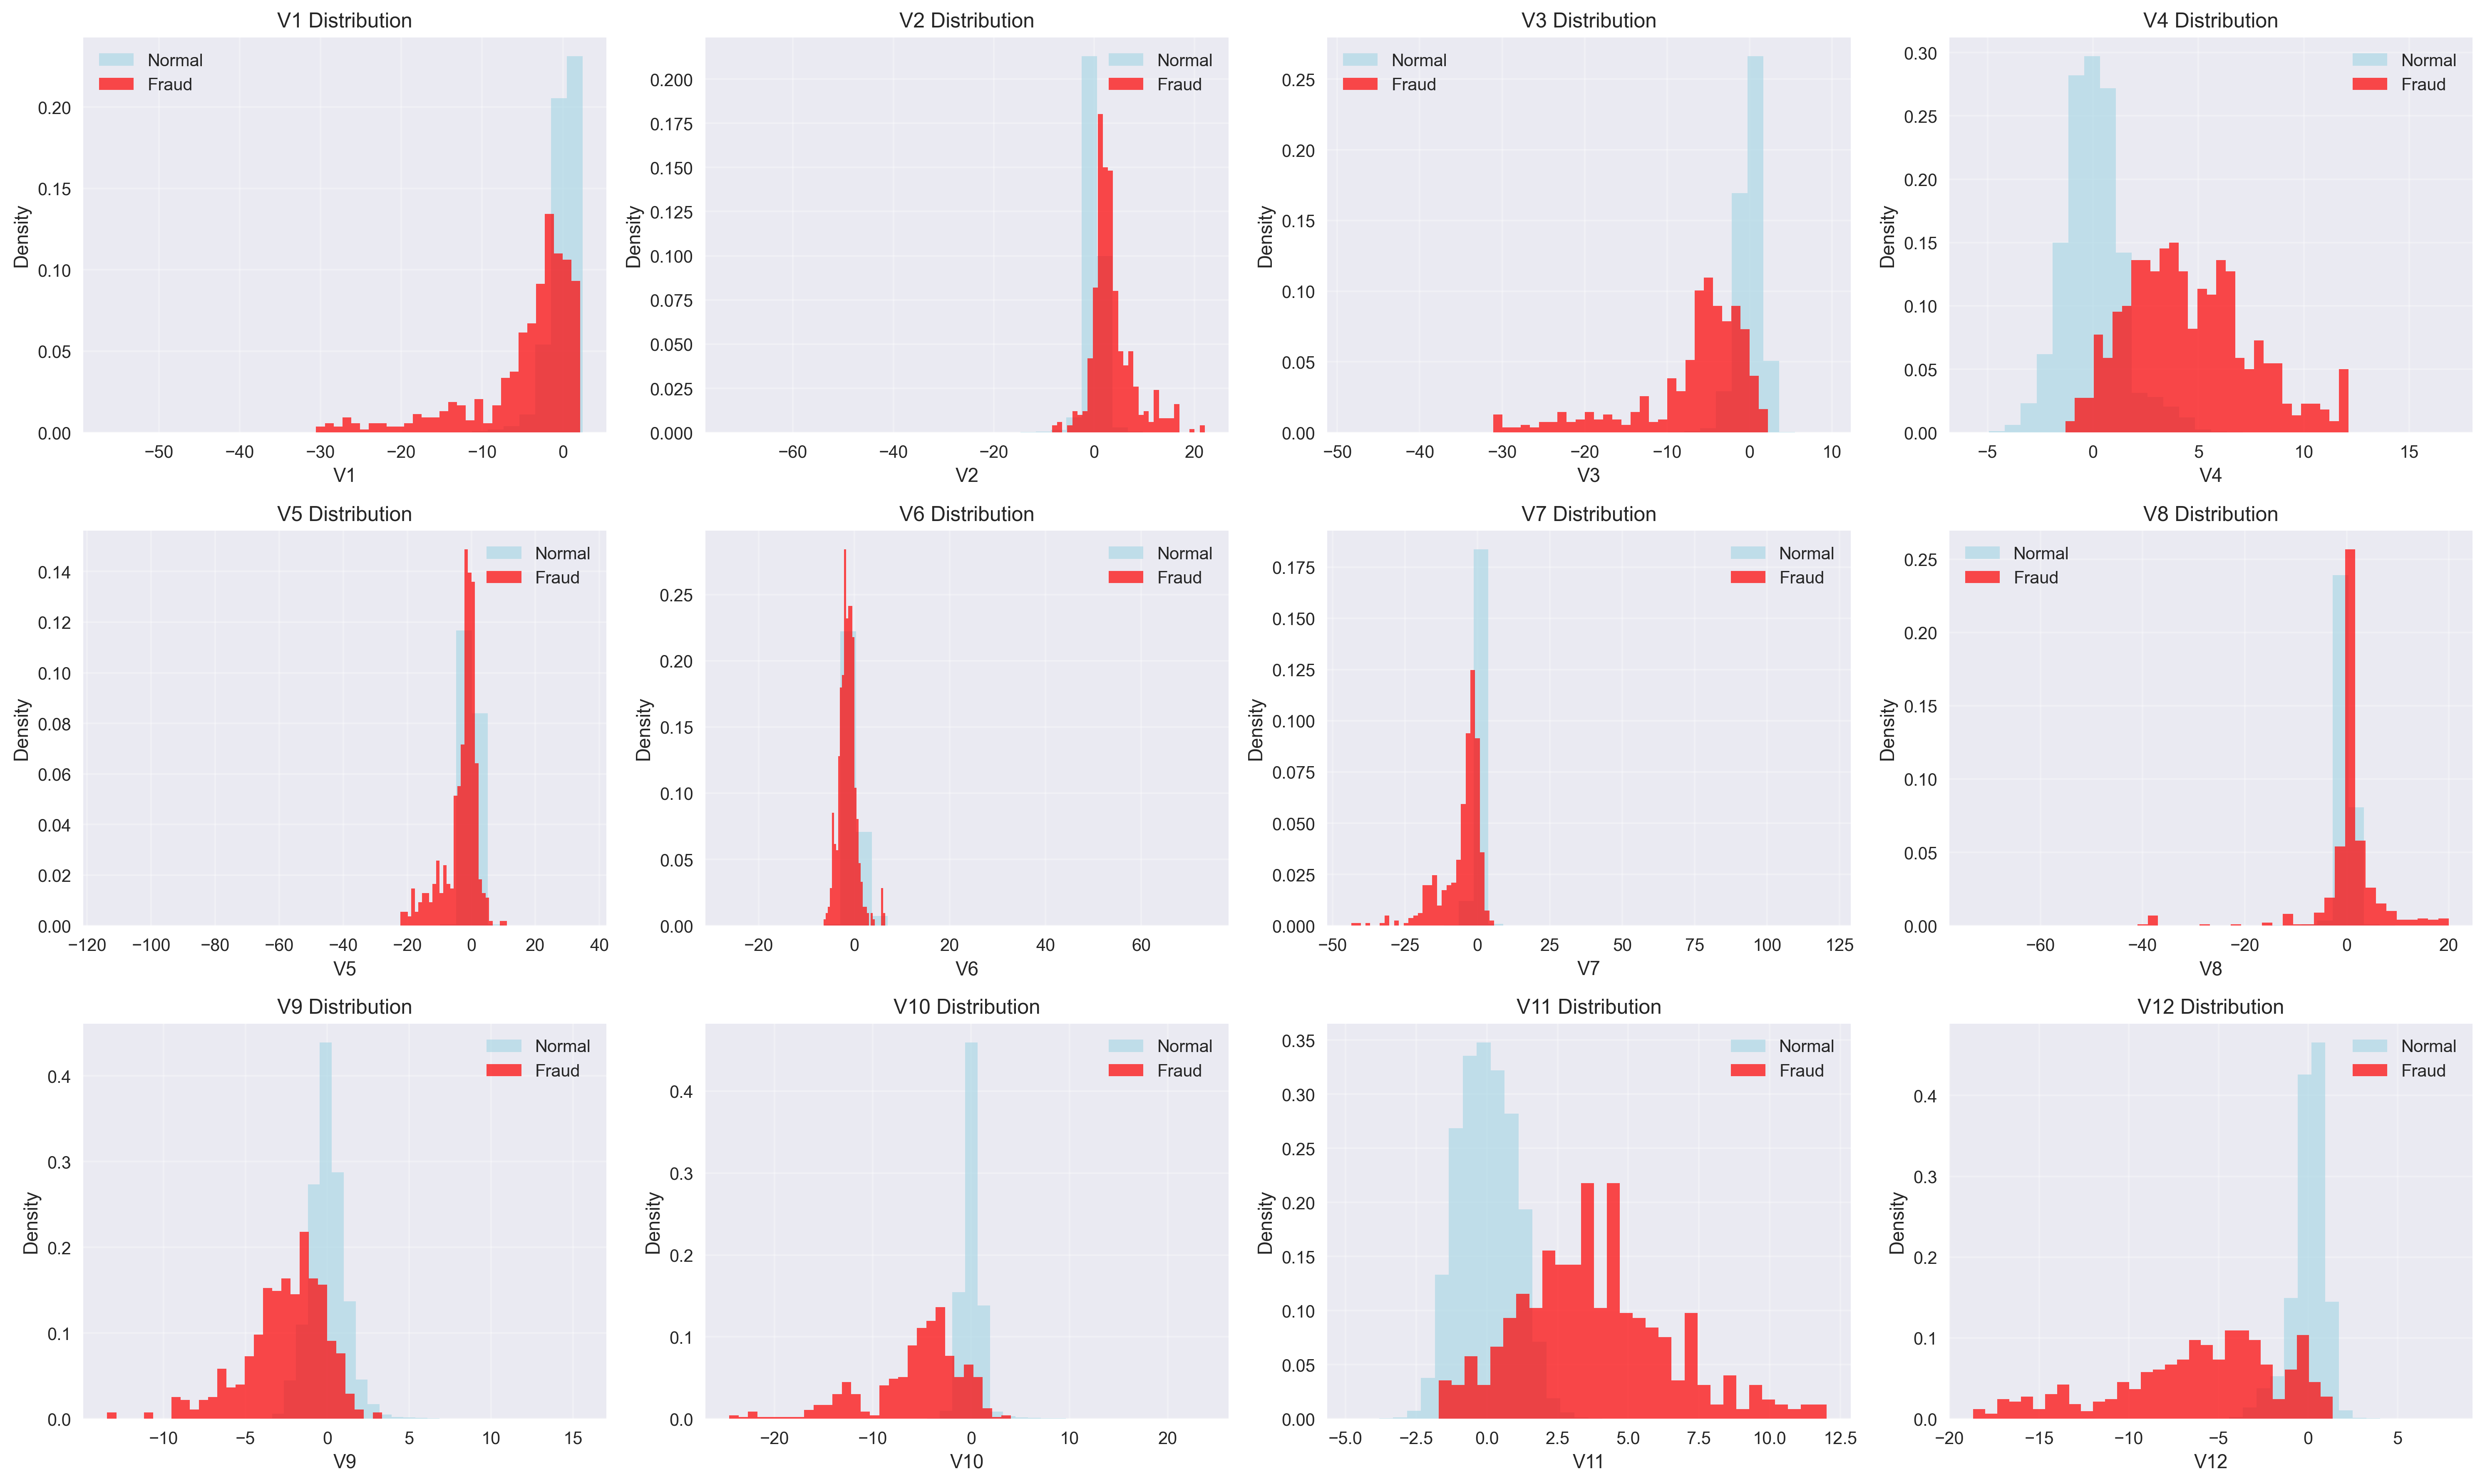 V1 Distribution
Normal
Fraud
Density
0.20
0.15
0.10
0.05
0.00
−50 −40 −30 −20 −10 0
V1
V2 Distribution
Normal
Fraud
Density
0.200
0.175
0.150
0.125
0.100
0.075
0.050
0.025
0.000
−60 −40 −20 0 20
V2
V3 Distribution
Normal
Fraud
Density
0.25
0.20
0.15
0.10
0.05
0.00
−50 −40 −30 −20 −10 0 10
V3
V4 Distribution
Normal
Fraud
Density
0.30
0.25
0.20
0.15
0.10
0.05
0.00
−5 0 5 10 15
V4
V5 Distribution
Normal
Fraud
Density
0.14
0.12
0.10
0.08
0.06
0.04
0.02
0.00
−120 −100 −80 −60 −40 −20 0 20 40
V5
V6 Distribution
Normal
Fraud
Density
0.25
0.20
0.15
0.10
0.05
0.00
−20 0 20 40 60
V6
V7 Distribution
Normal
Fraud
Density
0.175
0.150
0.125
0.100
0.075
0.050
0.025
0.000
−50 −25 0 25 50 75 100 125
V7
V8 Distribution
Normal
Fraud
Density
0.25
0.20
0.15
0.10
0.05
0.00
−60 −40 −20 0 20
V8
V9 Distribution
Normal
Fraud
Density
0.4
0.3
0.2
0.1
0.0
−10 −5 0 5 10 15
V9
V10 Distribution
Normal
Fraud
Density
0.4
0.3
0.2
0.1
0.0
−20 −10 0 10 20
V10
V11 Distribution
Normal
Fraud
Density
0.35
0.30
0.25
0.20
0.15
0.10
0.05
0.00
−5.0 −2.5 0.0 2.5 5.0 7.5 10.0 12.5
V11
V12 Distribution
Normal
Fraud
Density
0.4
0.3
0.2
0.1
0.0
−20 −15 −10 −5 0 5
V12